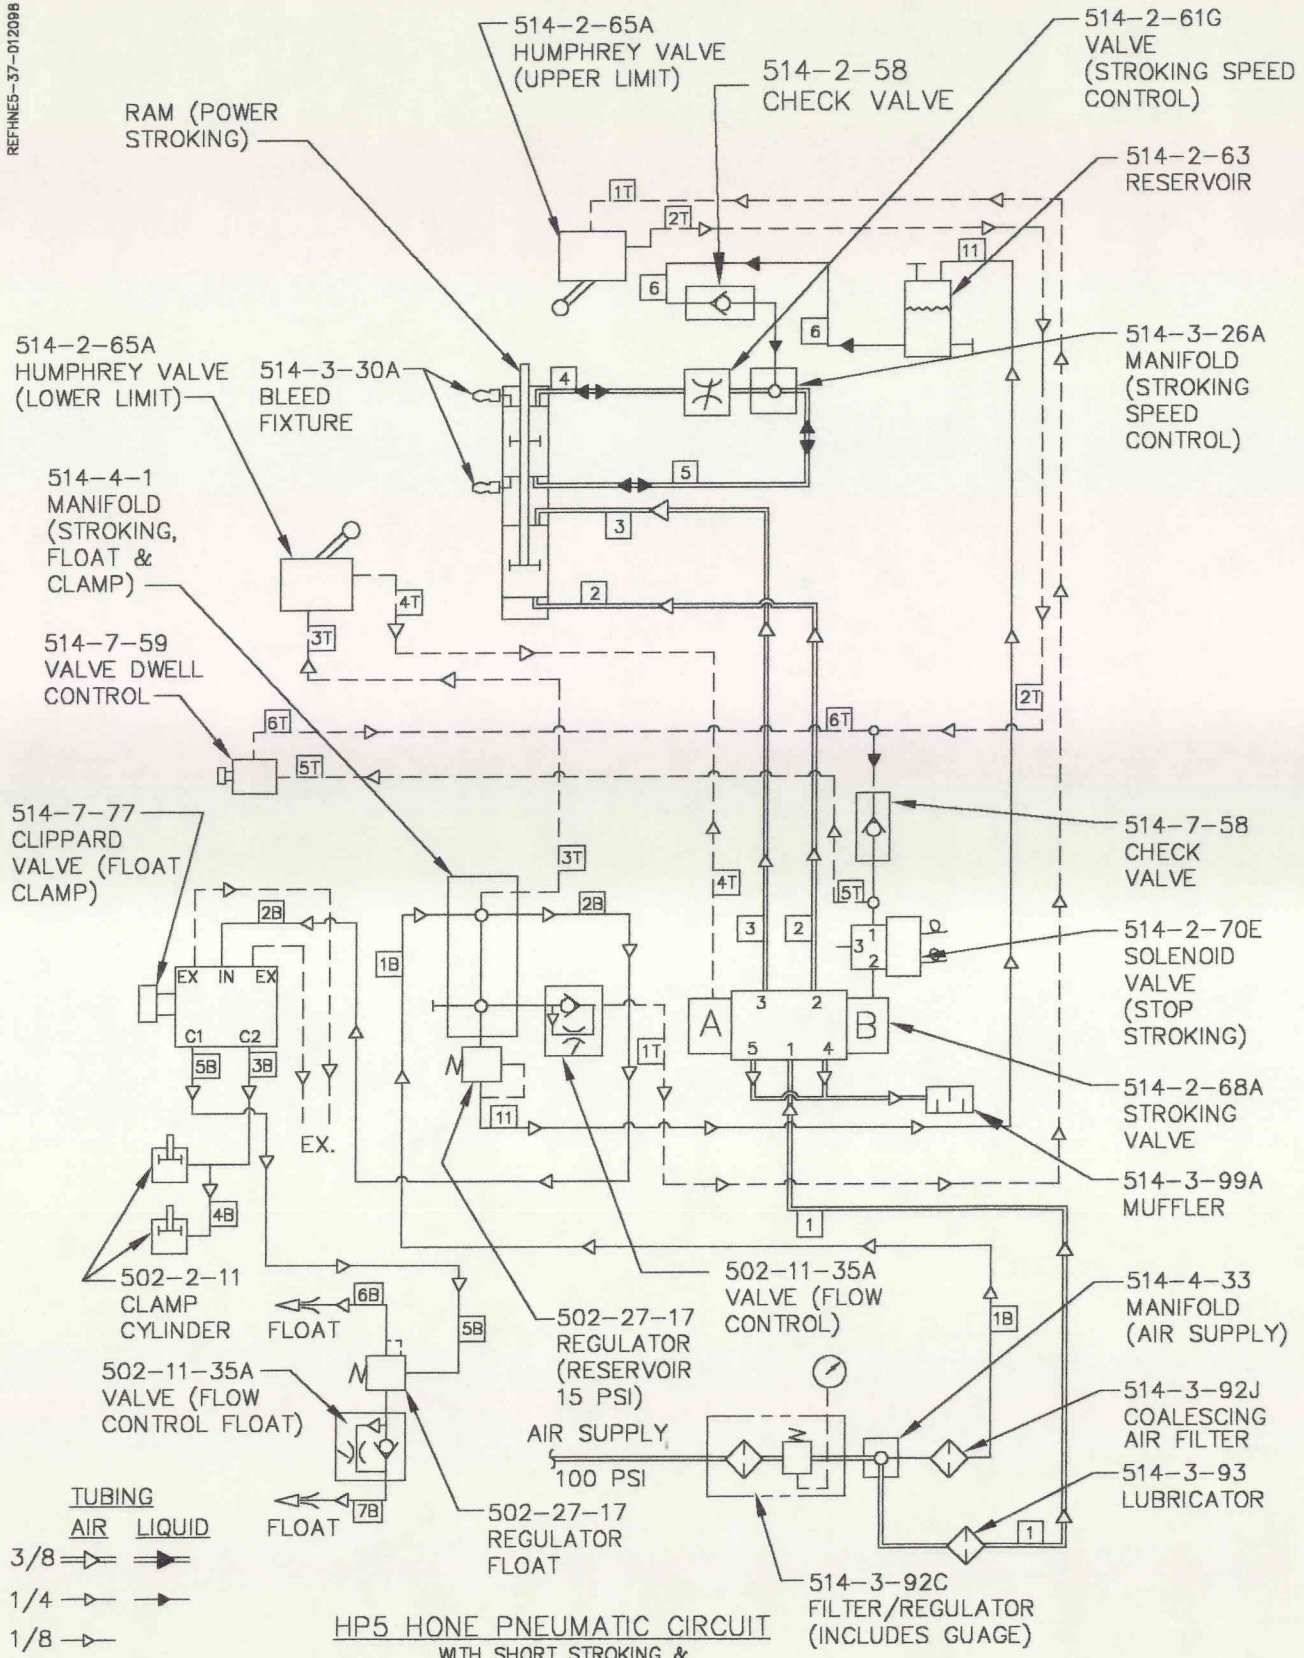 REFHNE5-37-D12098
514-2-65A
HUMPHREY VALVE
(UPPER LIMIT)
514-2-58
CHECK VALVE
514-2-61G
VALVE
(STROKING SPEED
CONTROL)
RAM (POWER
STROKING)
514-2-63
RESERVOIR
1T
2T
11
6
6
514-2-65A
HUMPHREY VALVE
(LOWER LIMIT)
514-3-30A
BLEED
FIXTURE
4
514-3-26A
MANIFOLD
(STROKING
SPEED
CONTROL)
514-4-1
MANIFOLD
(STROKING,
FLOAT &
CLAMP)
5
3
2
4T
3T
514-7-59
VALVE DWELL
CONTROL
6T
6T
2T
5T
514-7-77
CLIPPARD
VALVE (FLOAT
CLAMP)
514-7-58
CHECK
VALVE
3T
4T
5T
2B
2B
3
2
1B
1
3
2
514-2-70E
SOLENOID
VALVE
(STOP
STROKING)
EX IN EX
C1 C2
A
3 2
B
5 1 4
5B
3B
1T
11
514-2-68A
STROKING
VALVE
EX.
514-3-99A
MUFFLER
4B
1
502-2-11
CLAMP
CYLINDER
6B
FLOAT
5B
502-27-17
REGULATOR
(RESERVOIR
15 PSI)
502-11-35A
VALVE (FLOW
CONTROL)
1B
514-4-33
MANIFOLD
(AIR SUPPLY)
502-11-35A
VALVE (FLOW
CONTROL FLOAT)
AIR SUPPLY
100 PSI
514-3-92J
COALESCING
AIR FILTER
514-3-93
LUBRICATOR
1
7B
FLOAT
502-27-17
REGULATOR
FLOAT
514-3-92C
FILTER/REGULATOR
(INCLUDES GUAGE)
TUBING
AIR LIQUID
3/8
1/4
1/8
HP5 HONE PNEUMATIC CIRCUIT
WITH SHORT STROKING &